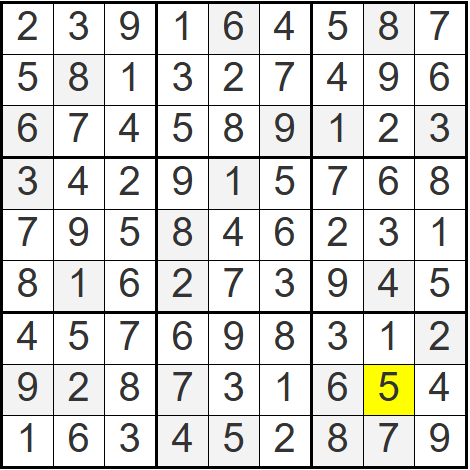 2 3 9 1 6 4 5 8 7
5 8 1 3 2 7 4 9 6
6 7 4 5 8 9 1 2 3
3 4 2 9 1 5 7 6 8
7 9 5 8 4 6 2 3 1
8 1 6 2 7 3 9 4 5
4 5 7 6 9 8 3 1 2
9 2 8 7 3 1 6 5 4
1 6 3 4 5 2 8 7 9